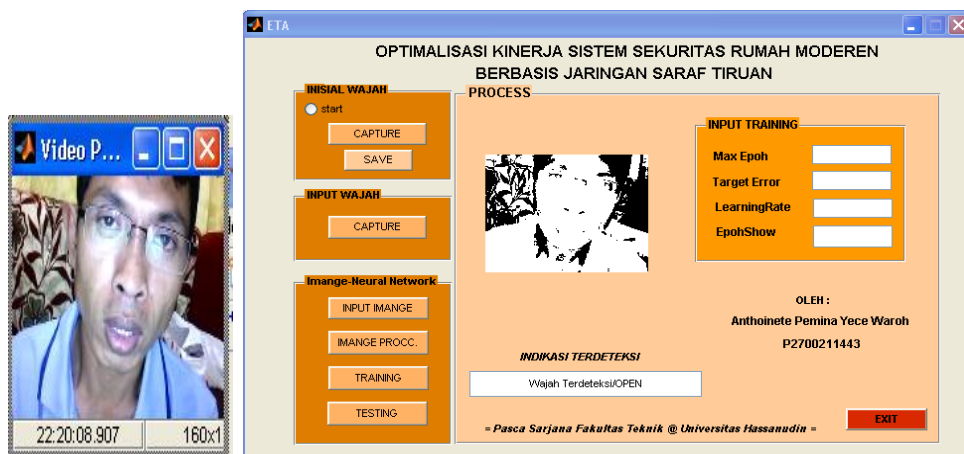 Video P...
22:20:08.907 160x1
ETA
OPTIMALISASI KINERJA SISTEM SEKURITAS RUMAH MODEREN
BERBASIS JARINGAN SARAF TIRUAN
INISIAL WAJAH
start
CAPTURE
SAVE
INPUT WAJAH
CAPTURE
Imange-Neural Network
INPUT IMANGE
IMANGE PROCC.
TRAINING
TESTING
PROCESS
INPUT TRAINING
Max Epoh
Target Error
LearningRate
EpohShow
OLEH :
Anthoinete Pemina Yece Waroh
P2700211443
INDIKASI TERDETEKSI
Wajah Terdeteksi/OPEN
EXIT
= Pasca Sarjana Fakultas Teknik @ Universitas Hassanudin =